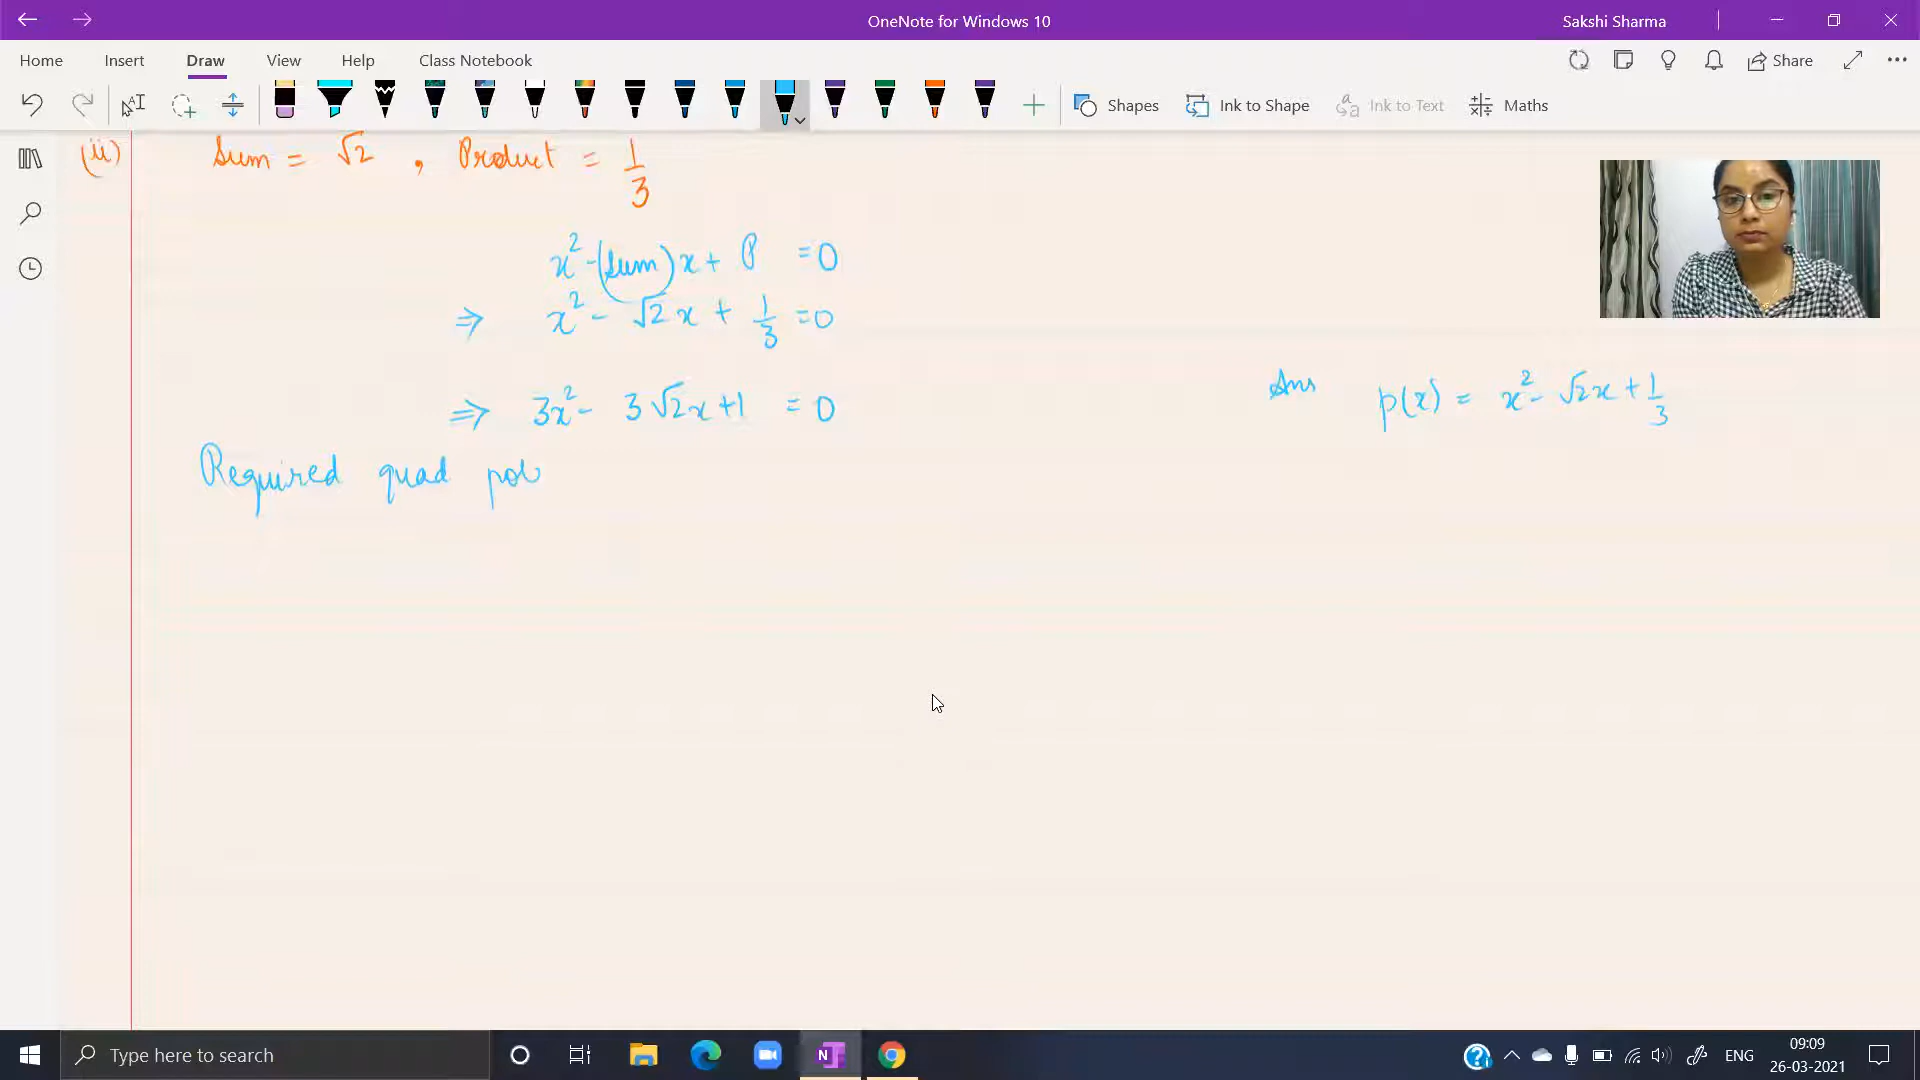 OneNote for Windows 10
Sakshi Sharma
Home Insert Draw View Help Class Notebook
Share
Shapes Ink to Shape Ink to Text Maths
(ii) Sum = √2 , Product = 1/3
x² - (sum)x + P = 0
⇒ x² - √2x + 1/3 = 0
⇒ 3x² - 3√2x + 1 = 0
Ans p(x) = x² - √2x + 1/3
Required quad pol
Type here to search
ENG
09:09
26-03-2021